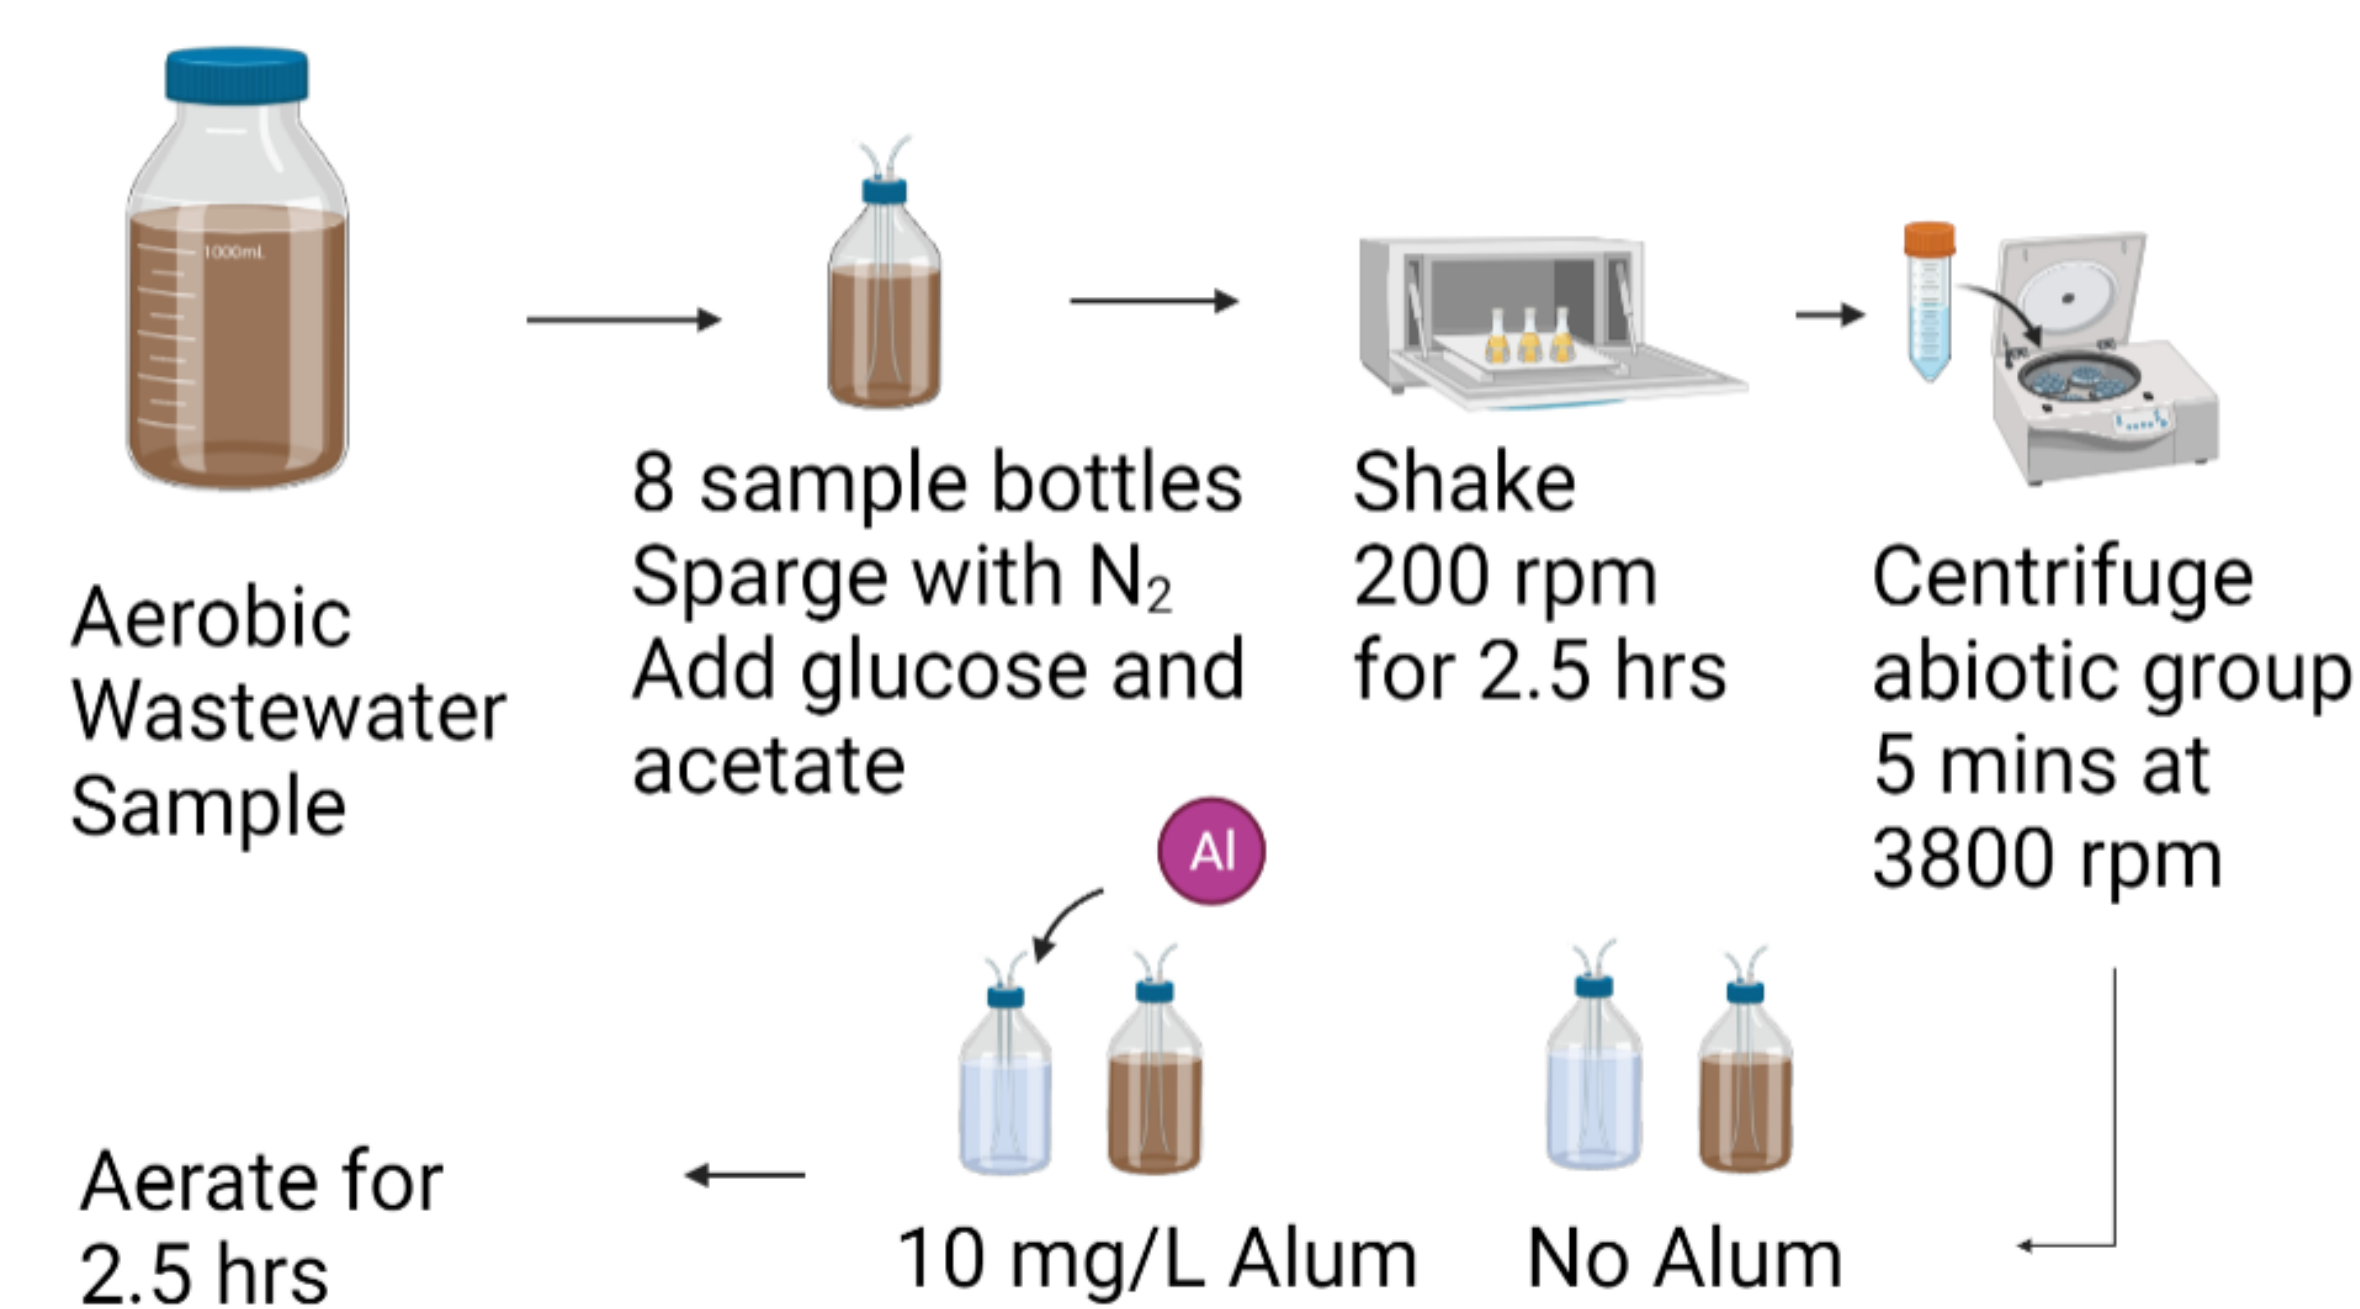 1000mL
Aerobic
Wastewater
Sample
8 sample bottles
Sparge with N₂
Add glucose and
acetate
Shake
200 rpm
for 2.5 hrs
Centrifuge
abiotic group
5 mins at
3800 rpm
Al
No Alum
10 mg/L Alum
Aerate for
2.5 hrs